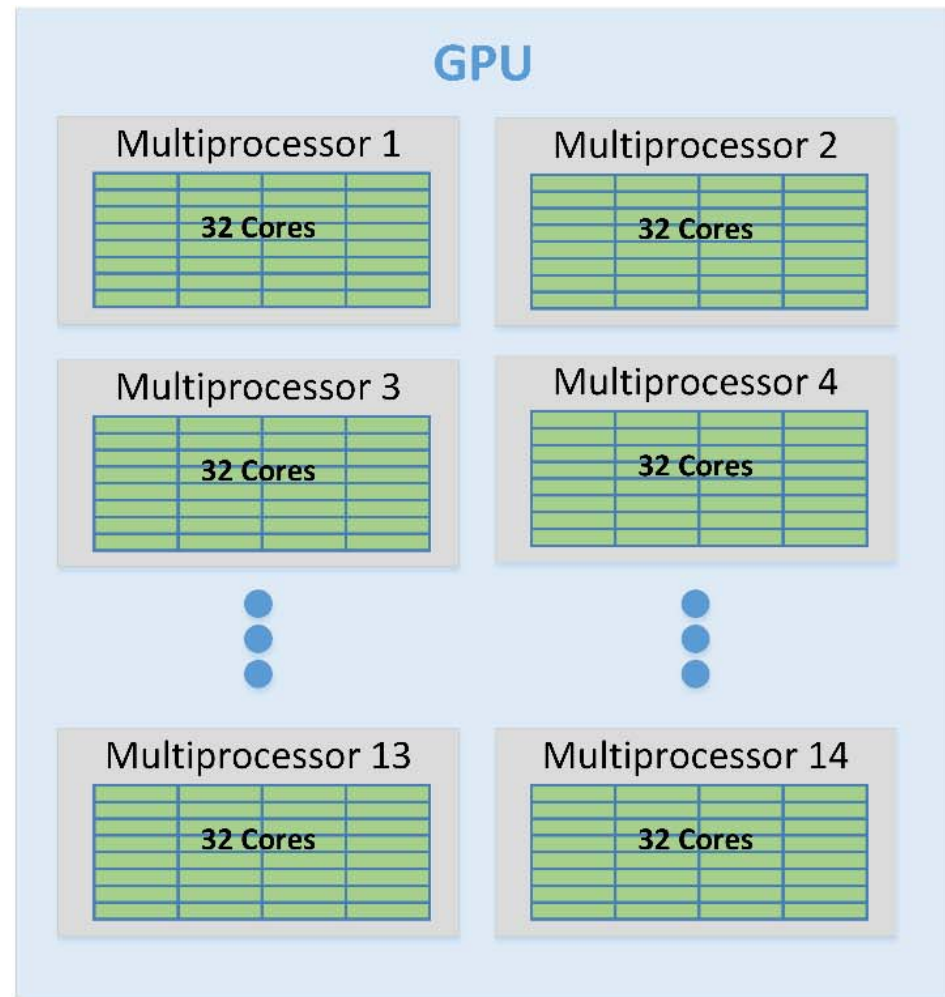 GPU
Multiprocessor 1
32 Cores
Multiprocessor 2
32 Cores
Multiprocessor 3
32 Cores
Multiprocessor 4
32 Cores
Multiprocessor 13
32 Cores
Multiprocessor 14
32 Cores